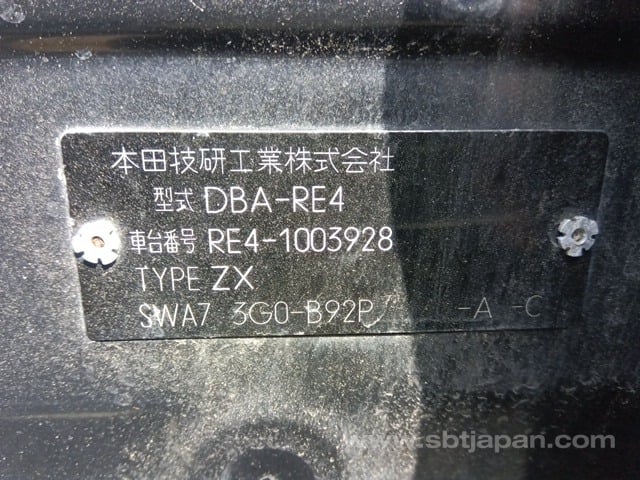 本田技研工業株式会社
型式 DBA-RE4
車台番号 RE4-1003928
TYPE ZX
SWA7 3G0-B92P -A -C
www.sbtjapan.com